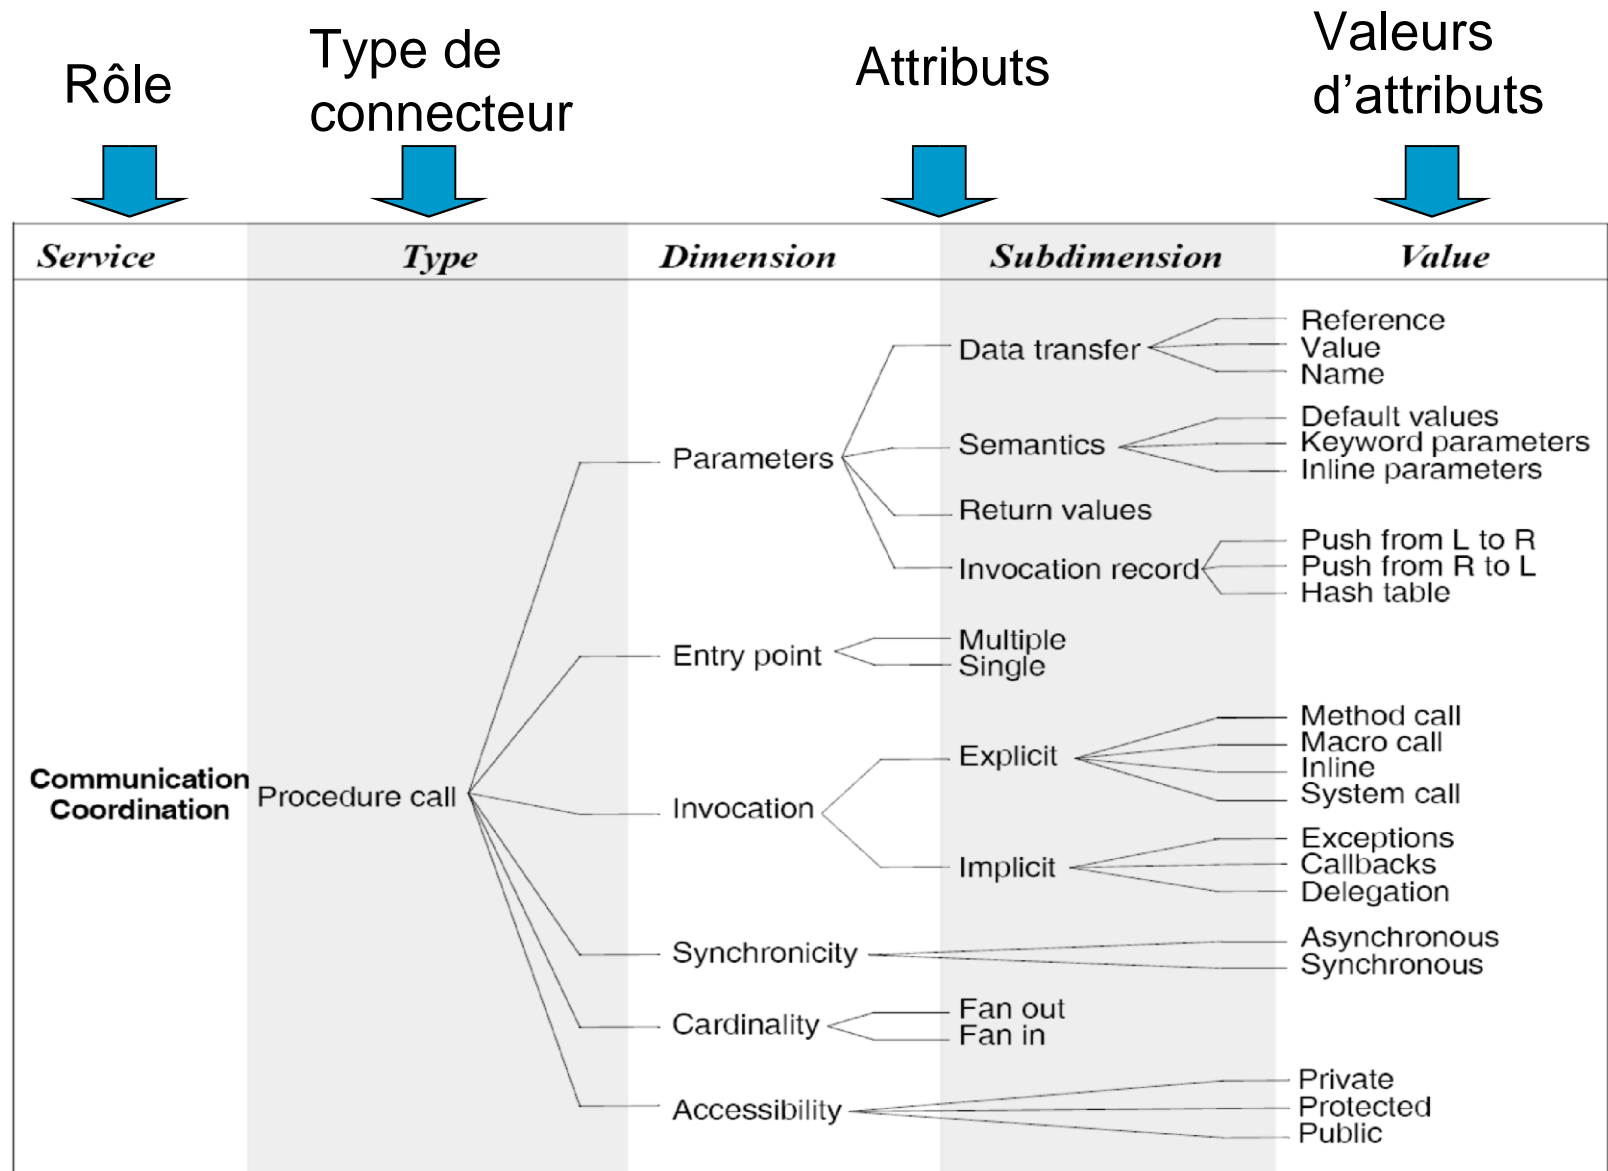 Rôle
Type de
connecteur
Attributs
Valeurs
d’attributs
Service Type Dimension Subdimension Value
Communication
Coordination
Procedure call
Parameters
Data transfer
Reference
Value
Name
Semantics
Default values
Keyword parameters
Inline parameters
Return values
Invocation record
Push from L to R
Push from R to L
Hash table
Entry point
Multiple
Single
Invocation
Explicit
Method call
Macro call
Inline
System call
Implicit
Exceptions
Callbacks
Delegation
Synchronicity
Asynchronous
Synchronous
Cardinality
Fan out
Fan in
Accessibility
Private
Protected
Public